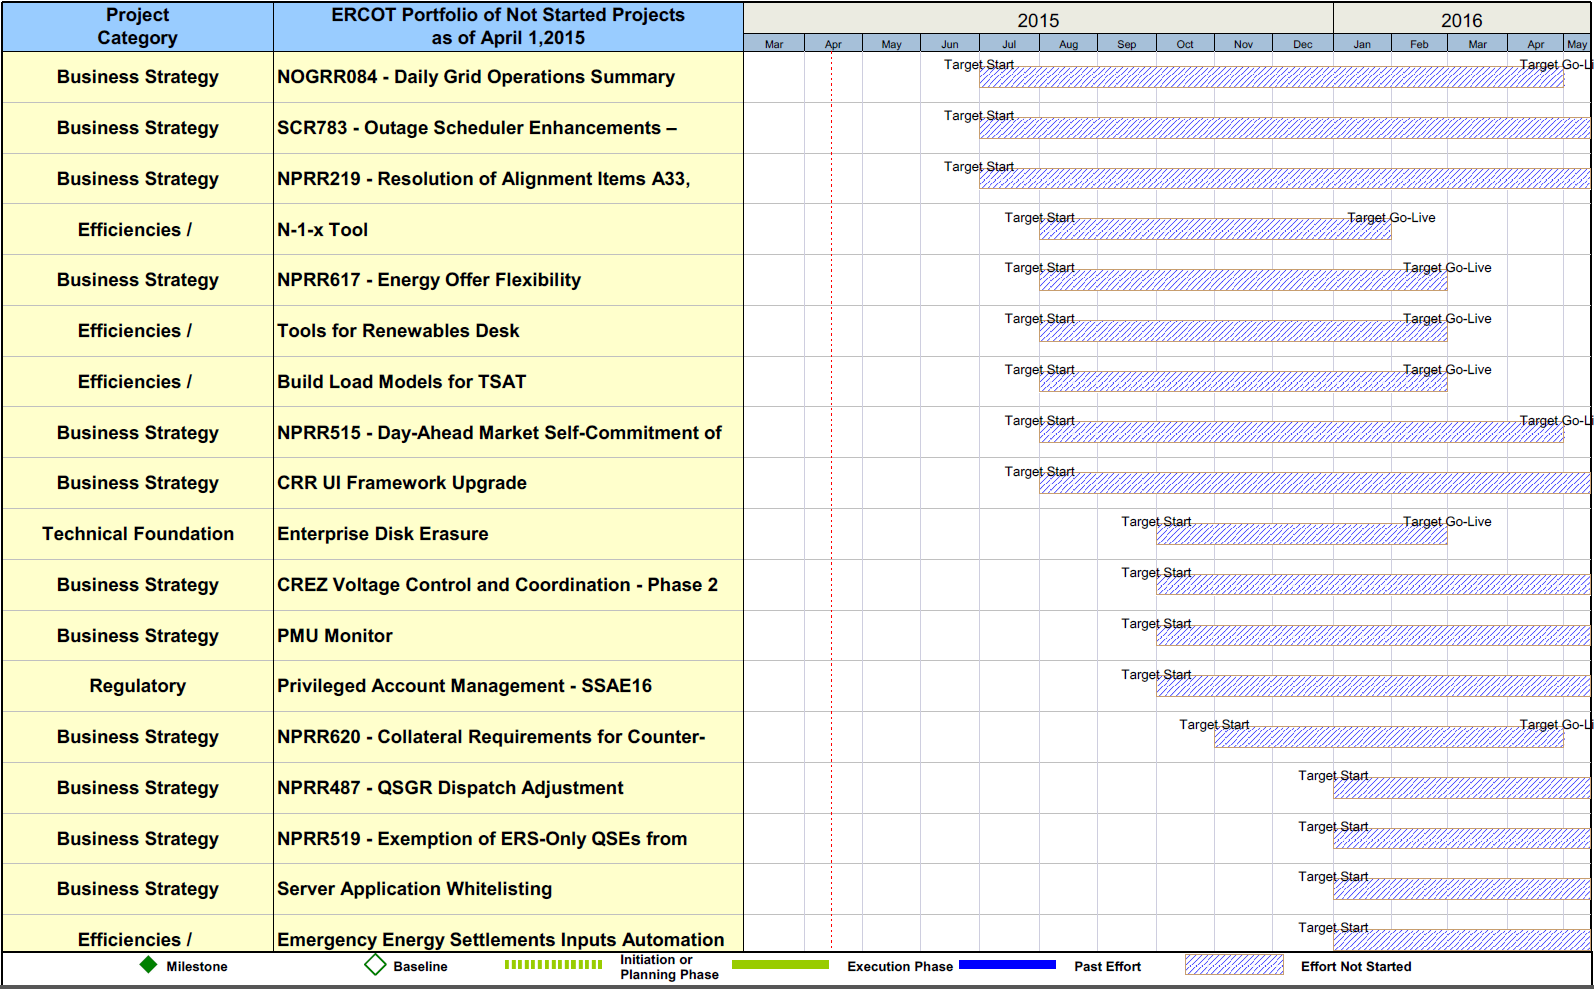 Project
Category
ERCOT Portfolio of Not Started Projects
as of April 1,2015
2015
2016
Mar Apr May Jun Jul Aug Sep Oct Nov Dec Jan Feb Mar Apr May
Business Strategy NOGRR084 - Daily Grid Operations Summary Target Start Target Go-Li
Business Strategy SCR783 - Outage Scheduler Enhancements – Target Start
Business Strategy NPRR219 - Resolution of Alignment Items A33, Target Start
Efficiencies / N-1-x Tool Target Start Target Go-Live
Business Strategy NPRR617 - Energy Offer Flexibility Target Start Target Go-Live
Efficiencies / Tools for Renewables Desk Target Start Target Go-Live
Efficiencies / Build Load Models for TSAT Target Start Target Go-Live
Business Strategy NPRR515 - Day-Ahead Market Self-Commitment of Target Start Target Go-Li
Business Strategy CRR UI Framework Upgrade Target Start
Technical Foundation Enterprise Disk Erasure Target Start Target Go-Live
Business Strategy CREZ Voltage Control and Coordination - Phase 2 Target Start
Business Strategy PMU Monitor Target Start
Regulatory Privileged Account Management - SSAE16 Target Start
Business Strategy NPRR620 - Collateral Requirements for Counter- Target Start Target Go-Li
Business Strategy NPRR487 - QSGR Dispatch Adjustment Target Start
Business Strategy NPRR519 - Exemption of ERS-Only QSEs from Target Start
Business Strategy Server Application Whitelisting Target Start
Efficiencies / Emergency Energy Settlements Inputs Automation Target Start
Milestone
Baseline
Initiation or
Planning Phase
Execution Phase
Past Effort
Effort Not Started